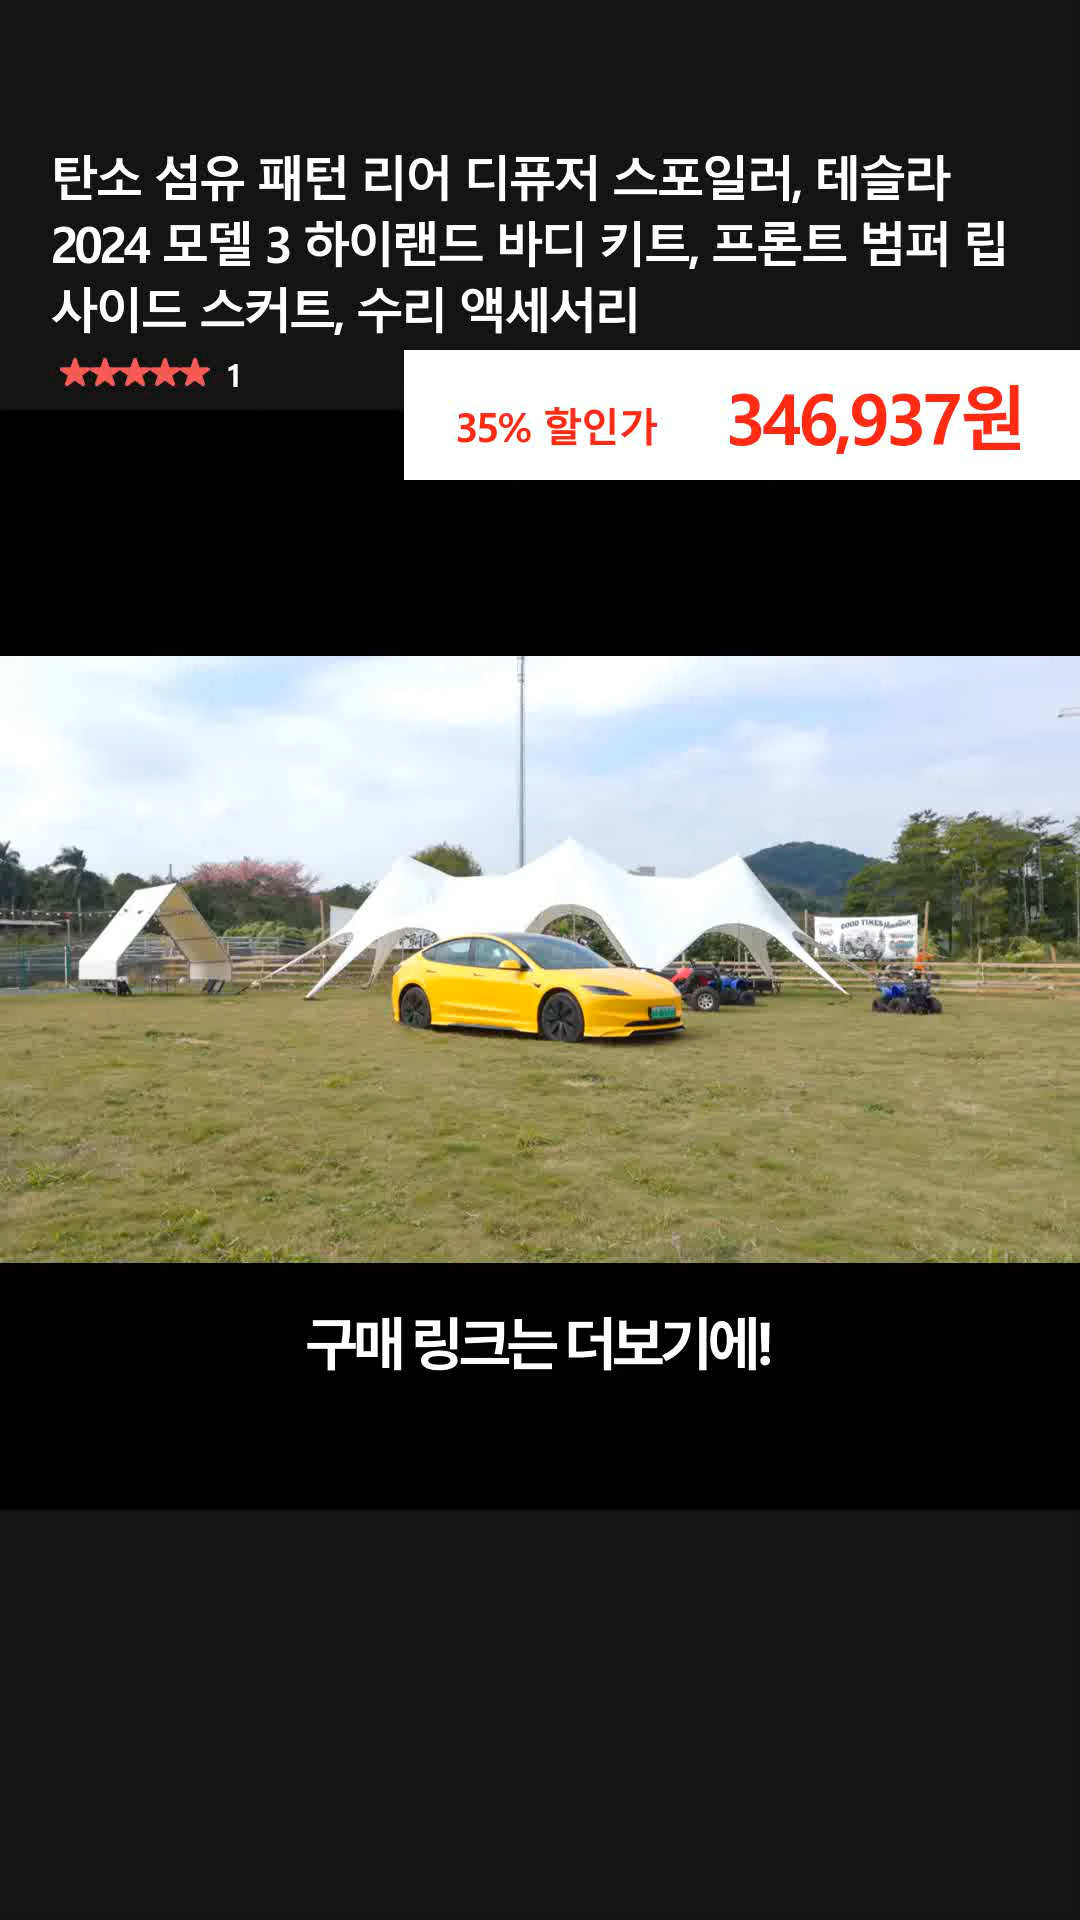 탄소 섬유 패턴 리어 디퓨저 스포일러, 테슬라
2024 모델 3 하이랜드 바디 키트, 프론트 범퍼 립
사이드 스커트, 수리 액세서리
1
35% 할인가 346,937원
GOOD TIMES
구매 링크는 더보기에!